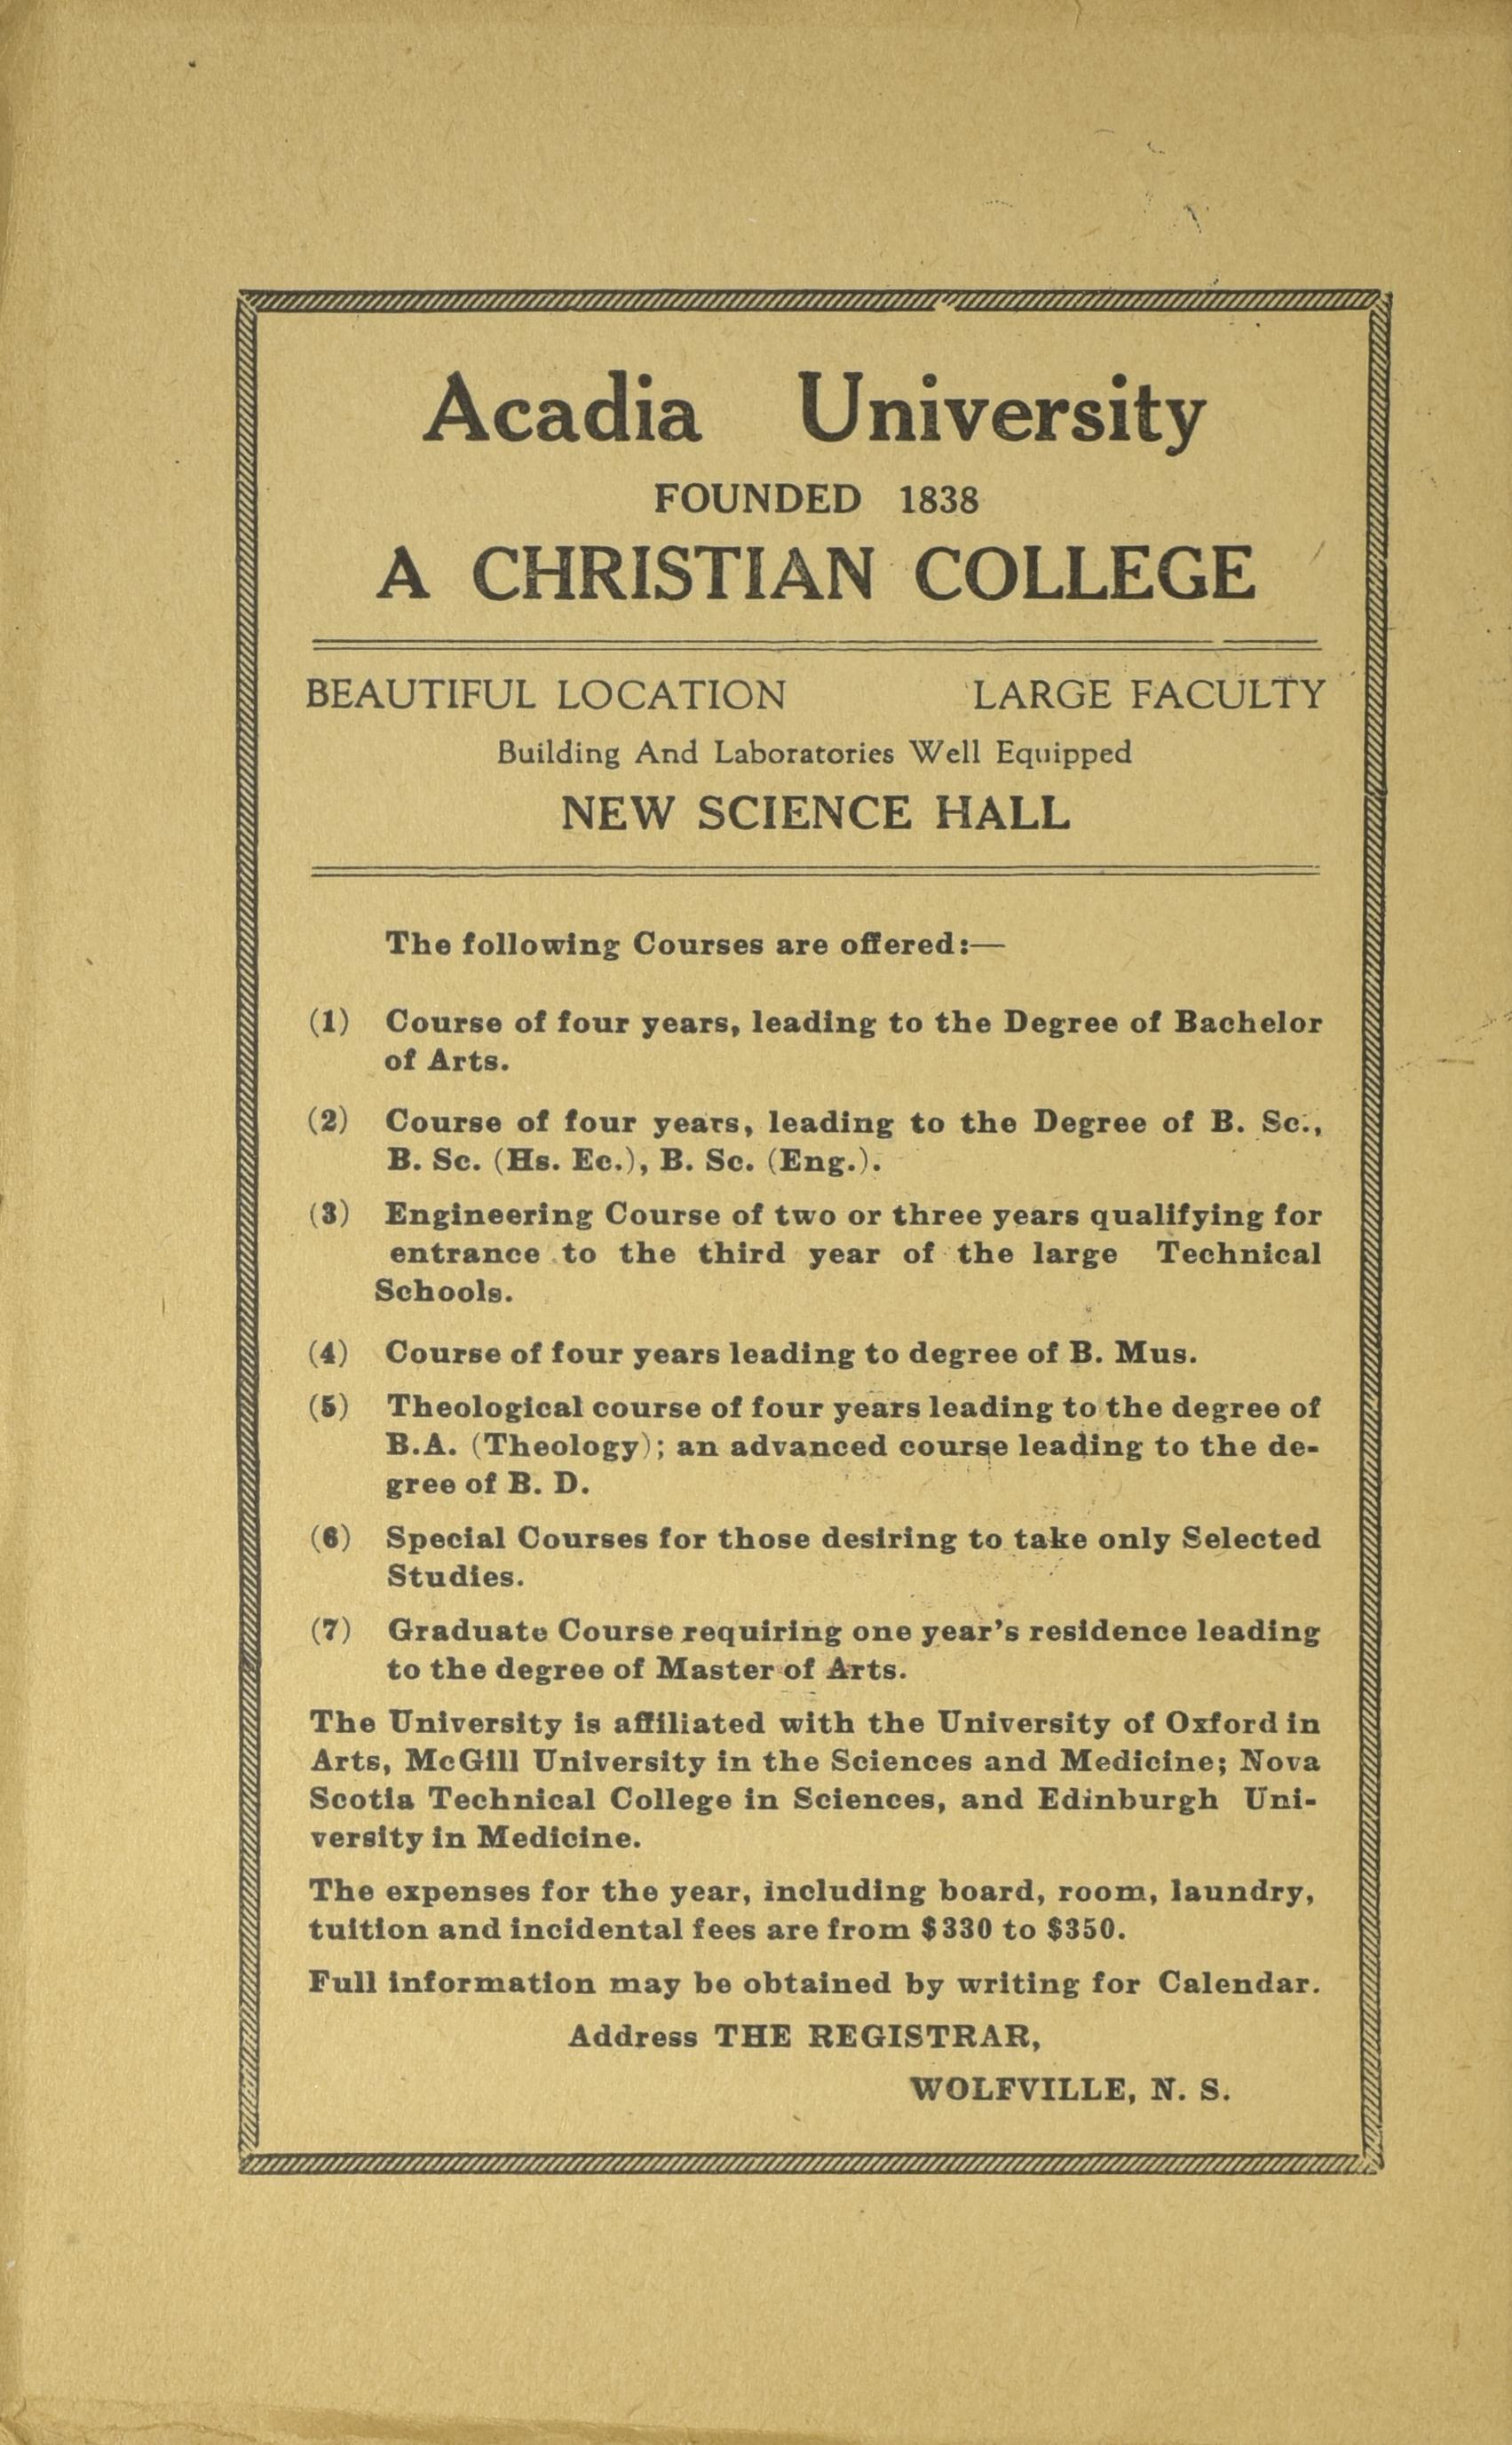 Acadia University
FOUNDED 1838
A CHRISTIAN COLLEGE
BEAUTIFUL LOCATION LARGE FACULTY
Building And Laboratories Well Equipped
NEW SCIENCE HALL
The following Courses are offered:—
(1) Course of four years, leading to the Degree of Bachelor
of Arts.
(2) Course of four years, leading to the Degree of B. Sc.,
B. Sc. (Hs. Ec.), B. Sc. (Eng.).
(3) Engineering Course of two or three years qualifying for
entrance to the third year of the large Technical
Schools.
(4) Course of four years leading to degree of B. Mus.
(5) Theological course of four years leading to the degree of
B.A. (Theology); an advanced course leading to the de-
gree of B. D.
(6) Special Courses for those desiring to take only Selected
Studies.
(7) Graduate Course requiring one year's residence leading
to the degree of Master of Arts.
The University is affiliated with the University of Oxford in
Arts, McGill University in the Sciences and Medicine; Nova
Scotia Technical College in Sciences, and Edinburgh Uni-
versity in Medicine.
The expenses for the year, including board, room, laundry,
tuition and incidental fees are from $330 to $350.
Full information may be obtained by writing for Calendar.
Address THE REGISTRAR,
WOLFVILLE, N. S.